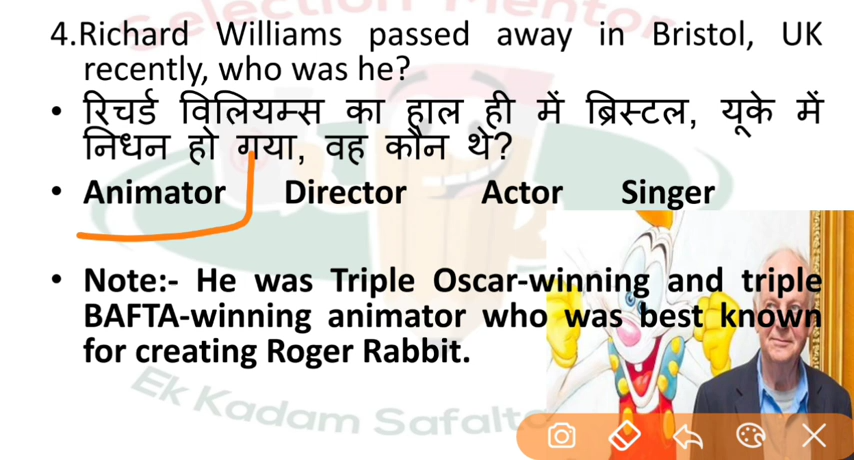 Selection Mentor
4.Richard Williams passed away in Bristol, UK
recently, who was he?
• रिचर्ड विलियम्स का हाल ही में ब्रिस्टल, यूके में
निधन हो गया, वह कौन थे?
• Animator Director Actor Singer
• Note:- He was Triple Oscar-winning and triple
BAFTA-winning animator who was best known
for creating Roger Rabbit.
Ek Kadam Safalt